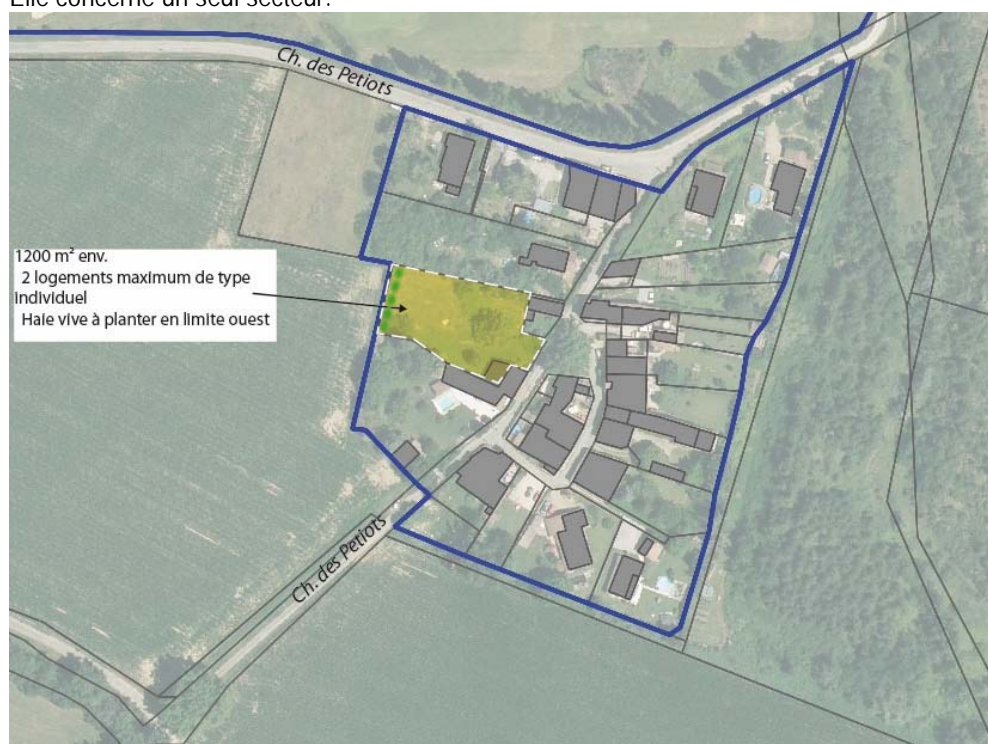 Elle concerne un seul secteur.
Ch. des Petiots
1200 m² env.
2 logements maximum de type
individuel
Haie vive à planter en limite ouest
Ch. des Petiots